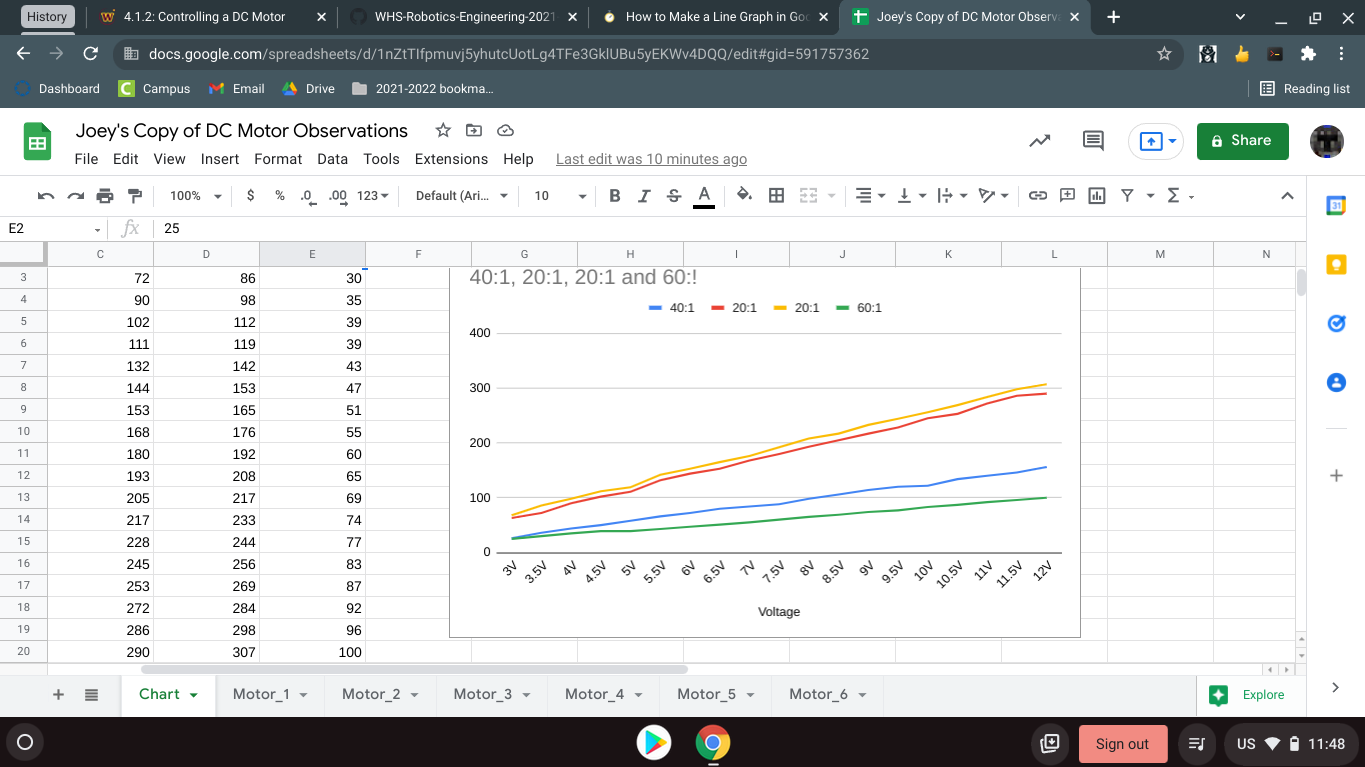 History
4.1.2: Controlling a DC Motor
WHS-Robotics-Engineering-2021
How to Make a Line Graph in Goo
Joey's Copy of DC Motor Observa
docs.google.com/spreadsheets/d/1nZtTIfpmuvj5yhutcUotLg4TFe3GklUBu5yEKWv4DQQ/edit#gid=591757362
Dashboard Campus Email Drive 2021-2022 bookma... Reading list
Joey's Copy of DC Motor Observations
File Edit View Insert Format Data Tools Extensions Help Last edit was 10 minutes ago
Share
100% $ % .0 .00 123 Default (Ari... 10 B I S A
E2 fx 25
C D E F G H I J K L M N
3 72 86 30
4 90 98 35
5 102 112 39
6 111 119 39
7 132 142 43
8 144 153 47
9 153 165 51
10 168 176 55
11 180 192 60
12 193 208 65
13 205 217 69
14 217 233 74
15 228 244 77
16 245 256 83
17 253 269 87
18 272 284 92
19 286 298 96
20 290 307 100
40:1, 20:1, 20:1 and 60:!
40:1 20:1 20:1 60:1
400
300
200
100
0
3V 3.5V 4V 4.5V 5V 5.5V 6V 6.5V 7V 7.5V 8V 8.5V 9V 9.5V 10V 10.5V 11V 11.5V 12V
Voltage
31
Chart Motor_1 Motor_2 Motor_3 Motor_4 Motor_5 Motor_6 Explore
Sign out US 11:48